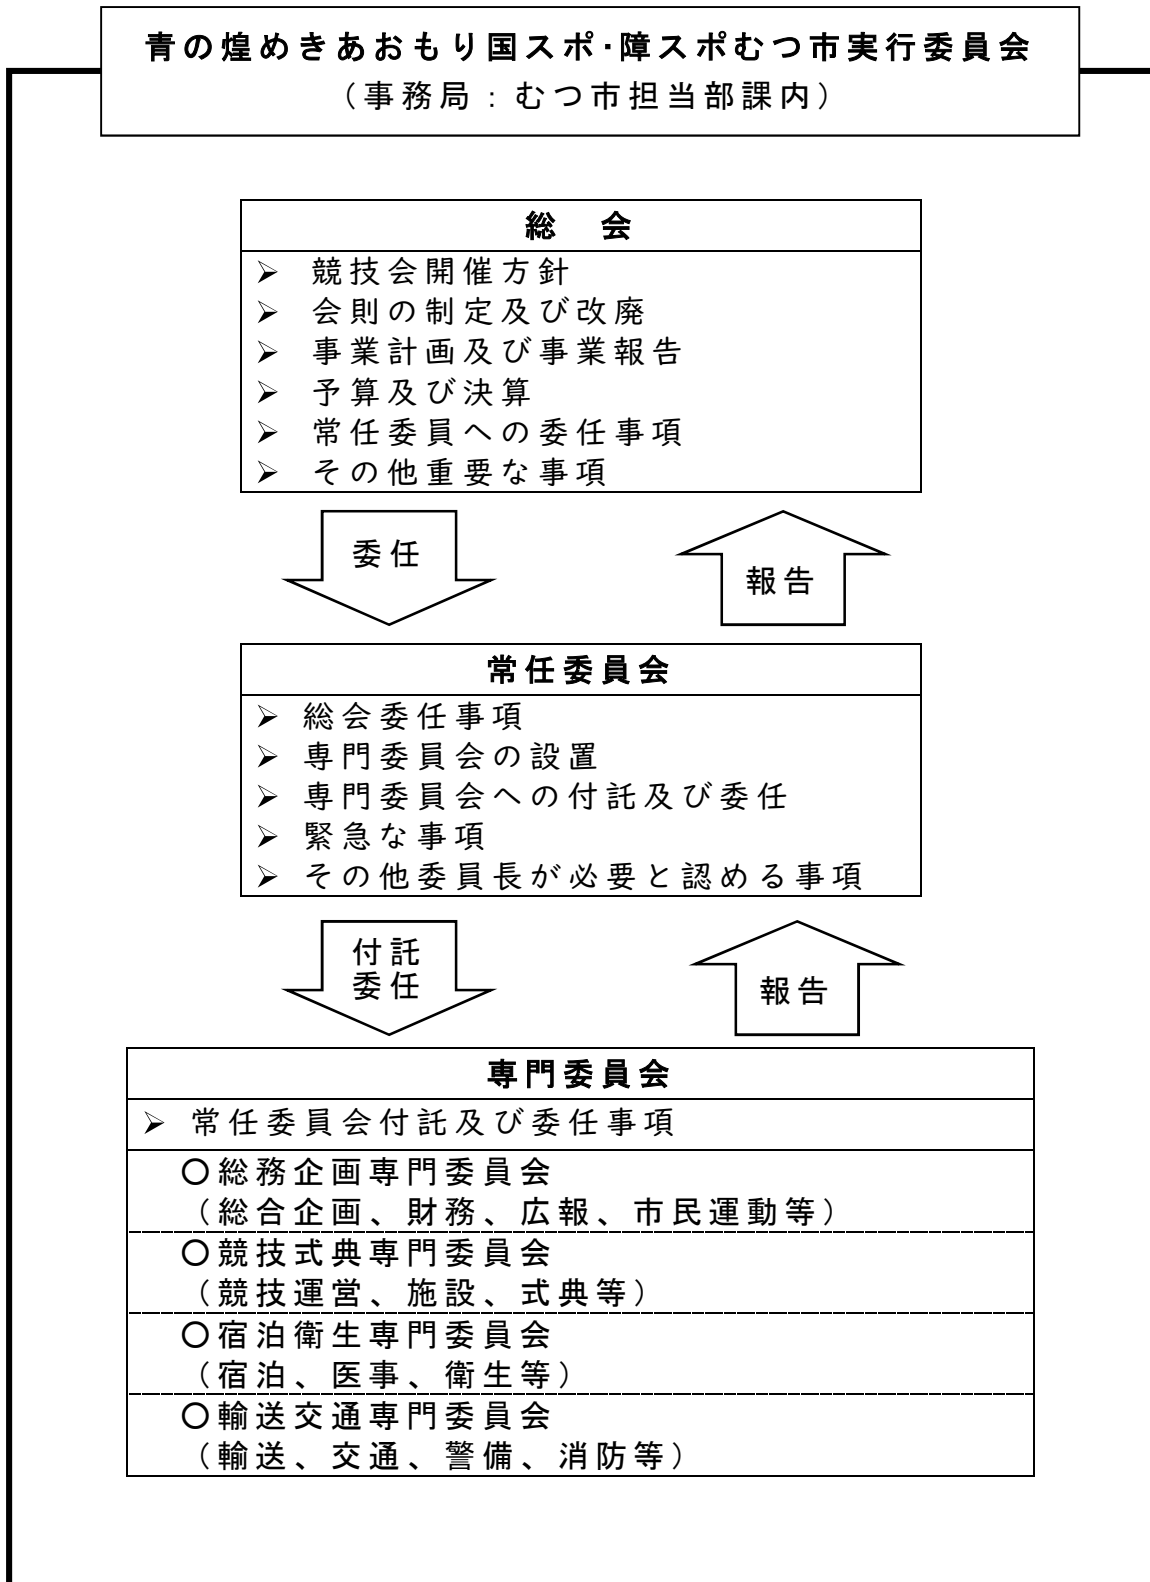 青の煌めきあおもり国スポ・障スポむつ市実行委員会
（事務局：むつ市担当部課内）
総　会
➢ 競技会開催方針
➢ 会則の制定及び改廃
➢ 事業計画及び事業報告
➢ 予算及び決算
➢ 常任委員への委任事項
➢ その他重要な事項
委任
報告
常任委員会
➢ 総会委任事項
➢ 専門委員会の設置
➢ 専門委員会への付託及び委任
➢ 緊急な事項
➢ その他委員長が必要と認める事項
付託
委任
報告
専門委員会
➢ 常任委員会付託及び委任事項
〇総務企画専門委員会
（総合企画、財務、広報、市民運動等）
〇競技式典専門委員会
（競技運営、施設、式典等）
〇宿泊衛生専門委員会
（宿泊、医事、衛生等）
〇輸送交通専門委員会
（輸送、交通、警備、消防等）